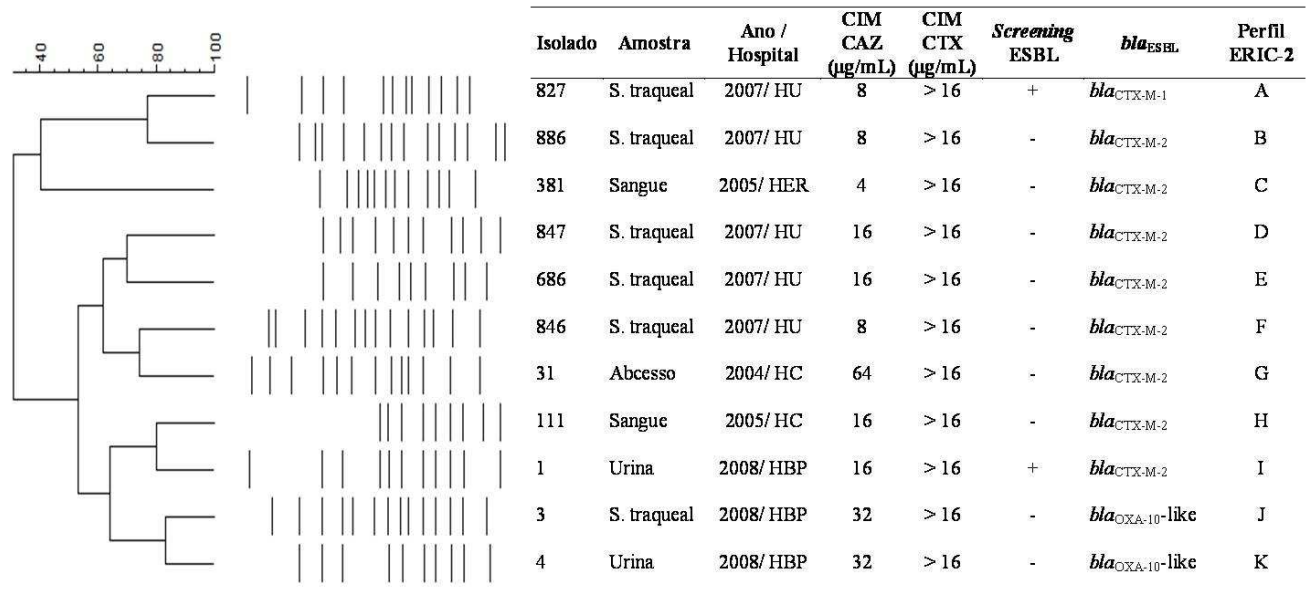 40 60 80 100
Isolado Amostra Ano / Hospital CIM CAZ (µg/mL) CIM CTX (µg/mL) Screening ESBL blaESBL Perfil ERIC-2
827 S. traqueal 2007/ HU 8 > 16 + blaCTX-M-1 A
886 S. traqueal 2007/ HU 8 > 16 - blaCTX-M-2 B
381 Sangue 2005/ HER 4 > 16 - blaCTX-M-2 C
847 S. traqueal 2007/ HU 16 > 16 - blaCTX-M-2 D
686 S. traqueal 2007/ HU 16 > 16 - blaCTX-M-2 E
846 S. traqueal 2007/ HU 8 > 16 - blaCTX-M-2 F
31 Abcesso 2004/ HC 64 > 16 - blaCTX-M-2 G
111 Sangue 2005/ HC 16 > 16 - blaCTX-M-2 H
1 Urina 2008/ HBP 16 > 16 + blaCTX-M-2 I
3 S. traqueal 2008/ HBP 32 > 16 - blaOXA-10-like J
4 Urina 2008/ HBP 32 > 16 - blaOXA-10-like K